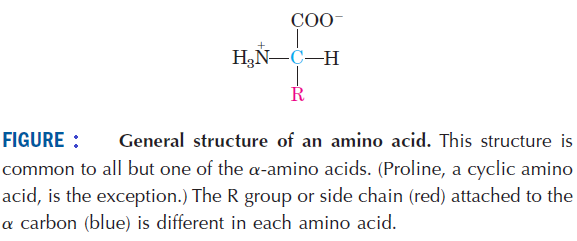 COO⁻
H₃N⁺—C—H
R
FIGURE : General structure of an amino acid. This structure is
common to all but one of the α-amino acids. (Proline, a cyclic amino
acid, is the exception.) The R group or side chain (red) attached to the
α carbon (blue) is different in each amino acid.